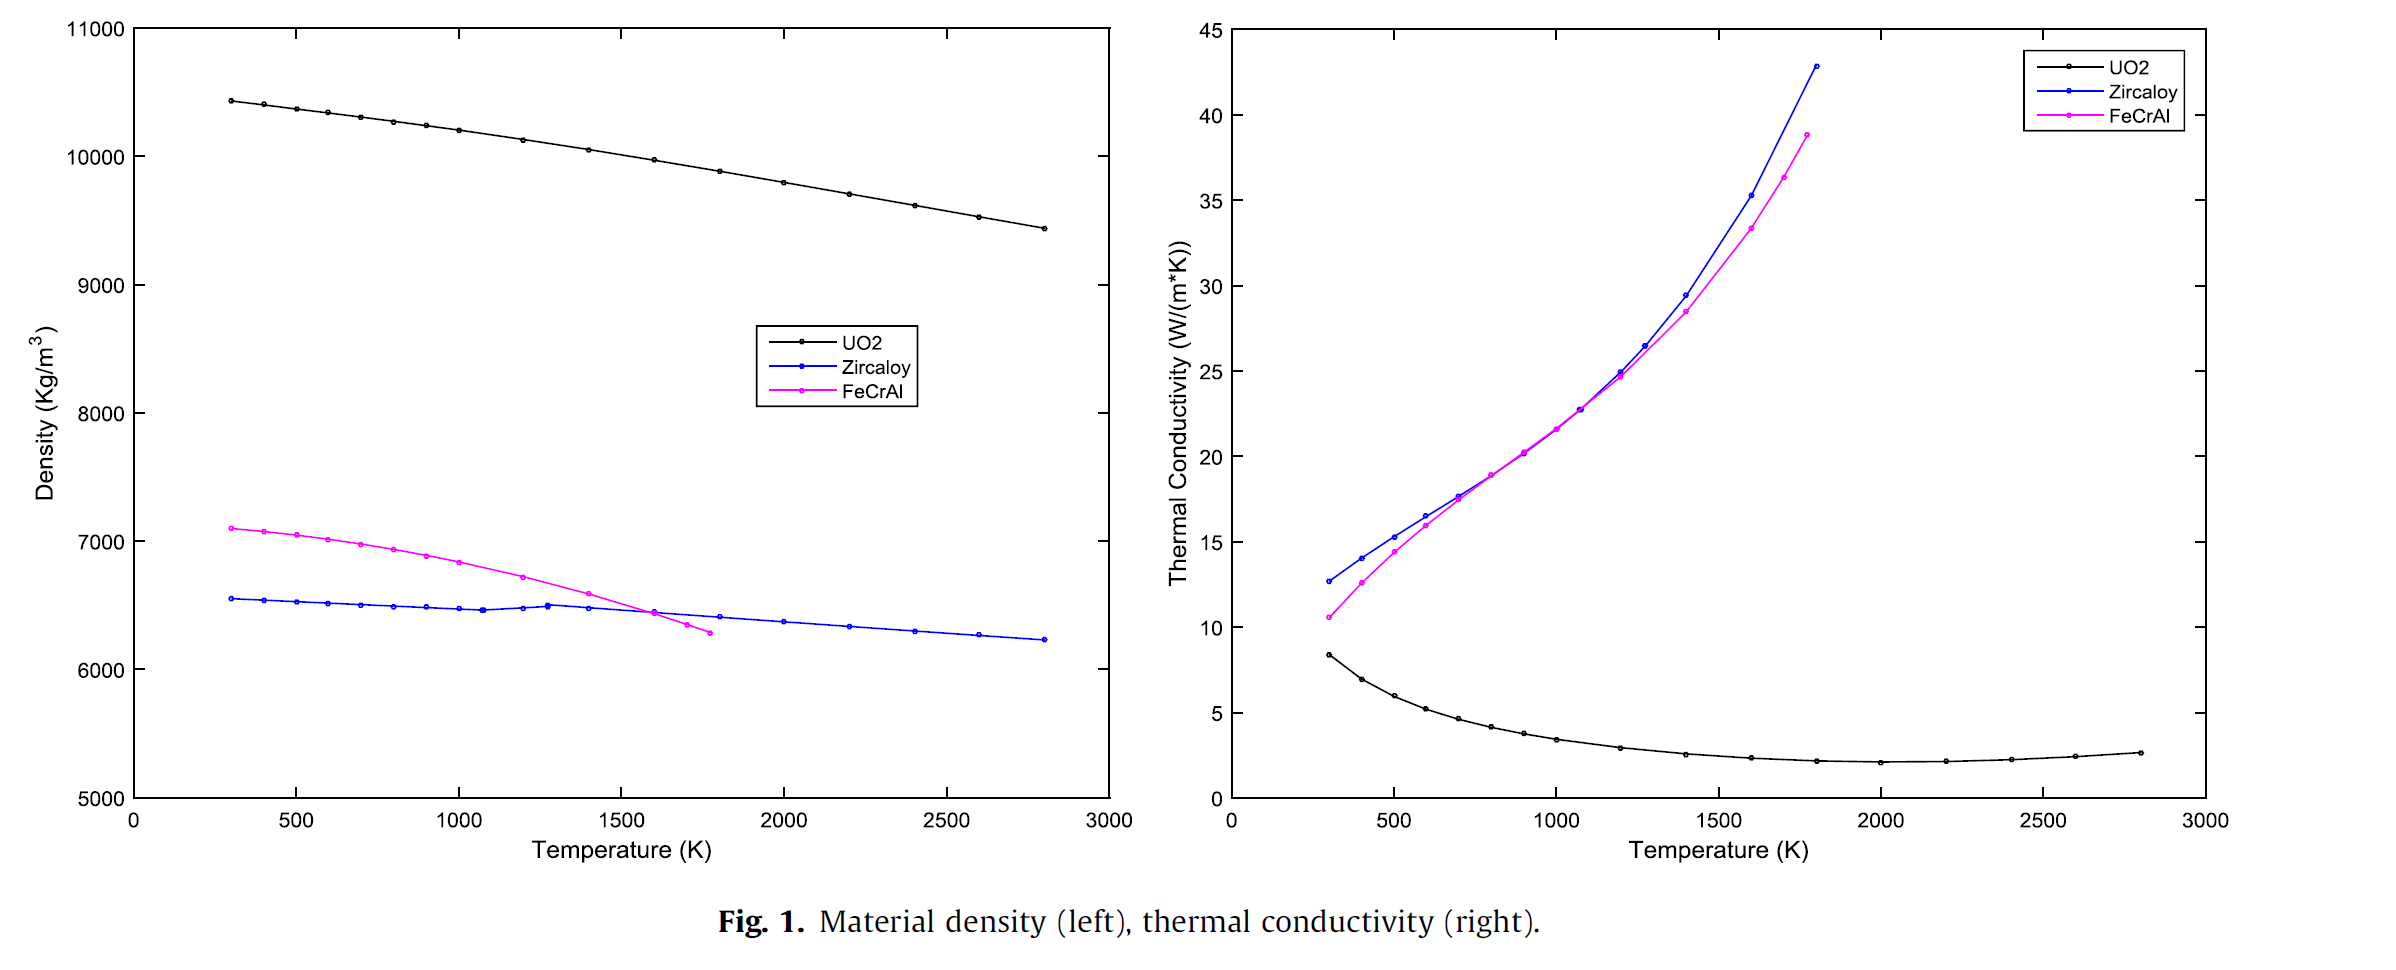 11000
10000
9000
8000
7000
6000
5000
Density (Kg/m³)
UO2
Zircaloy
FeCrAl
0 500 1000 1500 2000 2500 3000
Temperature (K)
45
40
35
30
25
20
15
10
5
0
Thermal Conductivity (W/(m*K))
UO2
Zircaloy
FeCrAl
0 500 1000 1500 2000 2500 3000
Temperature (K)
Fig. 1. Material density (left), thermal conductivity (right).